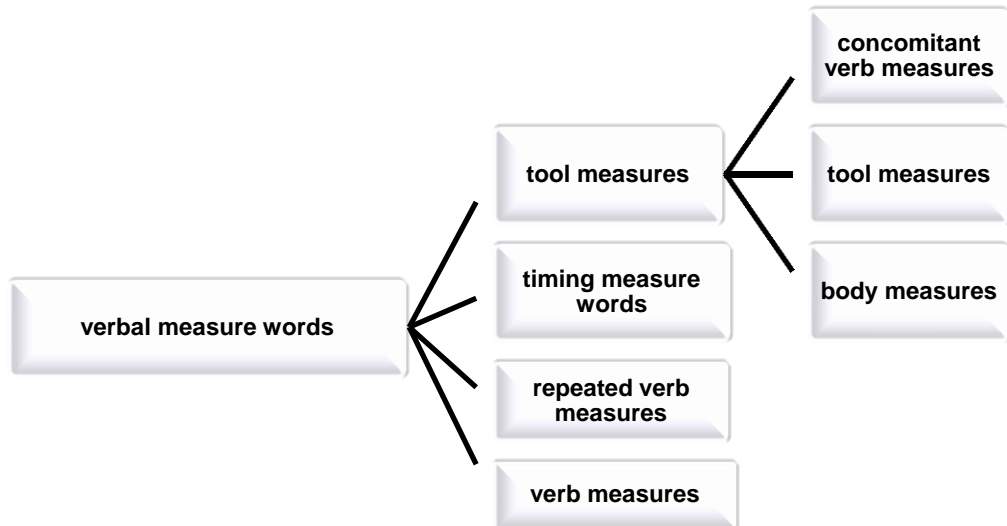 verbal measure words
tool measures
timing measure
words
repeated verb
measures
verb measures
concomitant
verb measures
tool measures
body measures